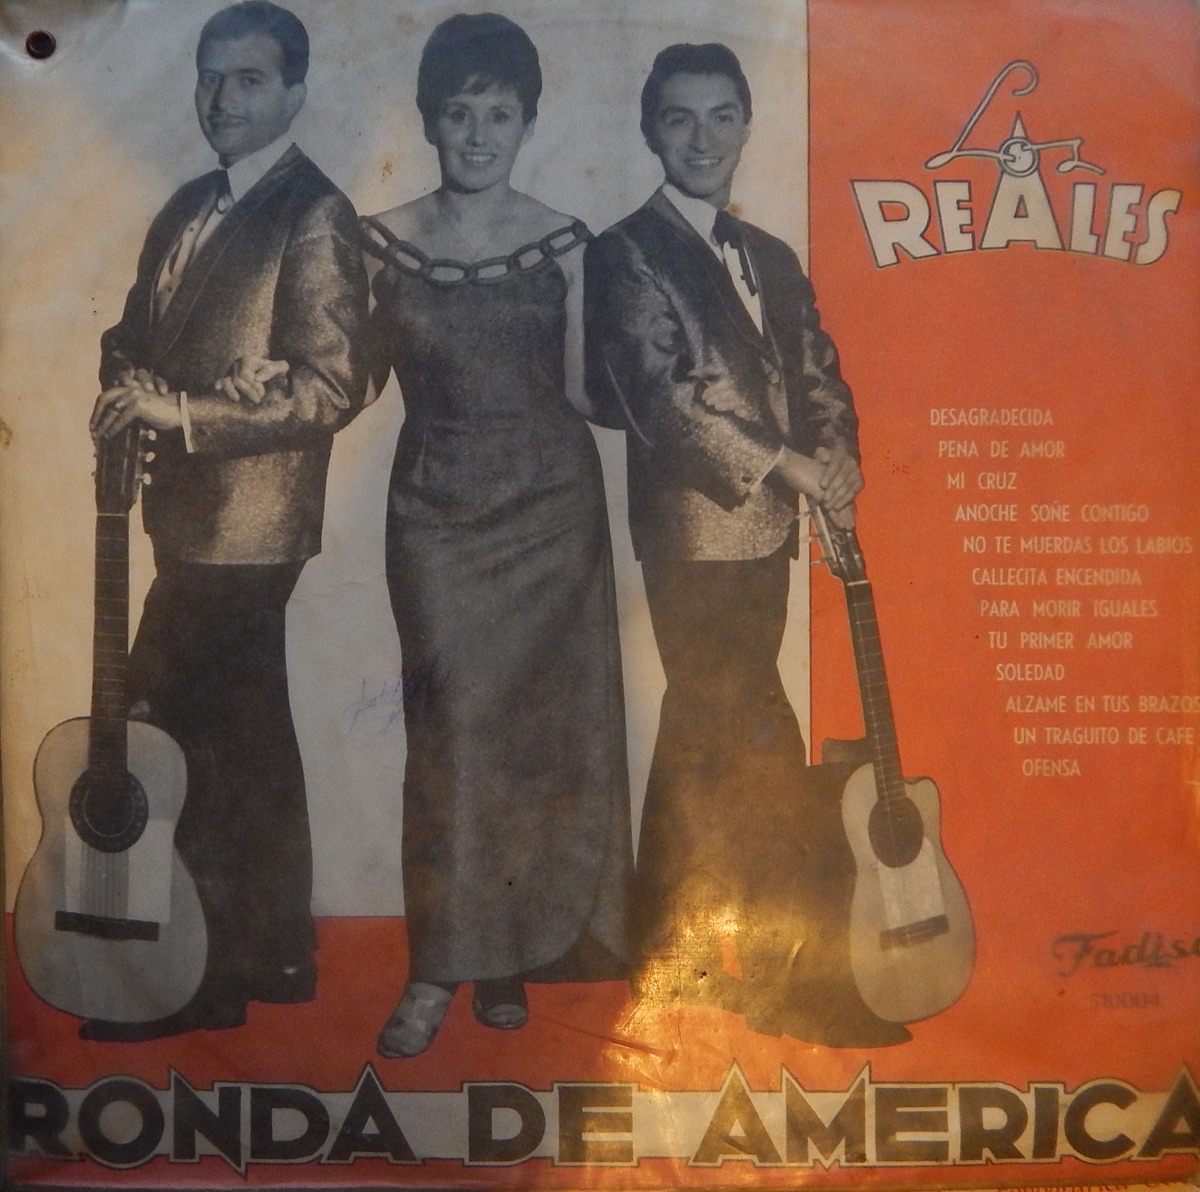 Los
REALES
DESAGRADECIDA
PENA DE AMOR
MI CRUZ
ANOCHE SOÑE CONTIGO
NO TE MUERDAS LOS LABIOS
CALLECITA ENCENDIDA
PARA MORIR IGUALES
TU PRIMER AMOR
SOLEDAD
ALZAME EN TUS BRAZOS
UN TRAGUITO DE CAFE
OFENSA
Fadisa
510004
RONDA DE AMERICA